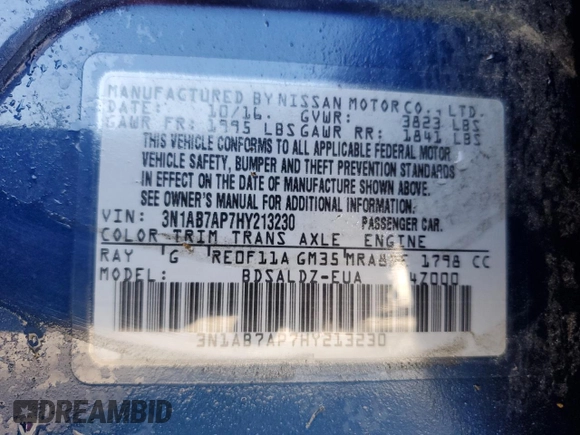 MANUFACTURED BY NISSAN MOTOR CO., LTD.
DATE: 10/16. GVWR: 3823 LBS
GAWR FR: 1995 LBS GAWR RR: 1841 LBS
THIS VEHICLE CONFORMS TO ALL APPLICABLE FEDERAL MOTOR
VEHICLE SAFETY, BUMPER AND THEFT PREVENTION STANDARDS
IN EFFECT ON THE DATE OF MANUFACTURE SHOWN ABOVE.
SEE OWNER'S MANUAL FOR ADDITIONAL INFORMATION.
VIN: 3N1AB7AP7HY213230 PASSENGER CAR.
COLOR TRIM TRANS AXLE ENGINE
RAY G RE0F11A GM35 1798 CC
MODEL: BDSALDZ-EUA
3N1AB7AP7HY213230
DREAMBID